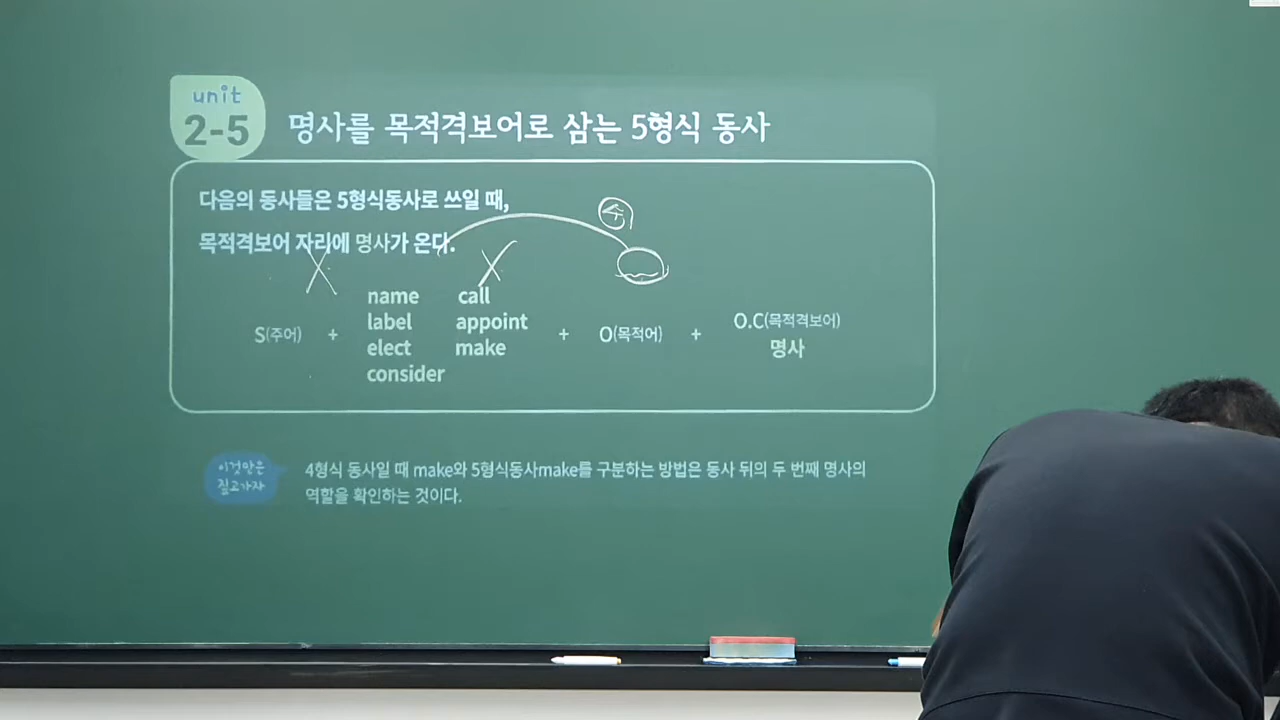 unit
2-5
명사를 목적격보어로 삼는 5형식 동사
다음의 동사들은 5형식동사로 쓰일 때,
목적격보어 자리에 명사가 온다.
name call
label appoint
elect make
consider
S(주어) + + O(목적어) + O.C(목적격보어)
명사
이것만은
짚고가자
4형식 동사일 때 make와 5형식동사make를 구분하는 방법은 동사 뒤의 두 번째 명사의
역할을 확인하는 것이다.